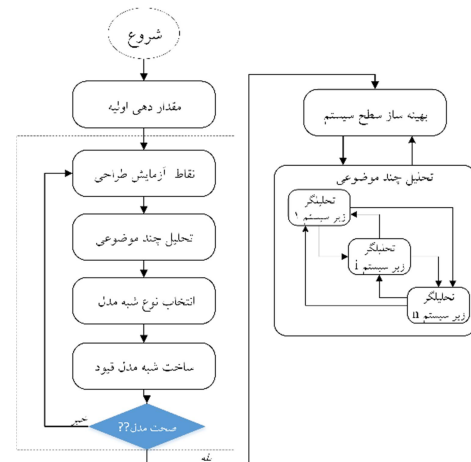 شروع
مقدار دهی اولیه
نقاط آزمایش طراحی
تحلیل چند موضوعی
انتخاب نوع شبه مدل
ساخت شبه مدل قیود
صحت مدل??
خیر
بله
بهینه ساز سطح سیستم
تحلیل چند موضوعی
تحلیلگر
زیر سیستم ۱
تحلیلگر
زیر سیستم i
تحلیلگر
زیر سیستم n